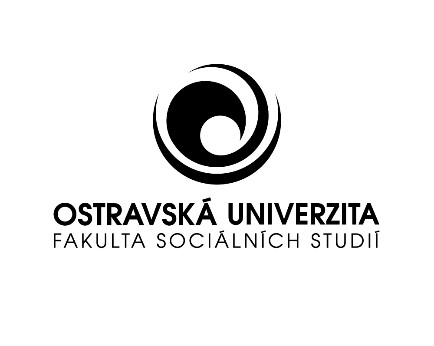 OSTRAVSKÁ UNIVERZITA
FAKULTA SOCIÁLNÍCH STUDIÍ